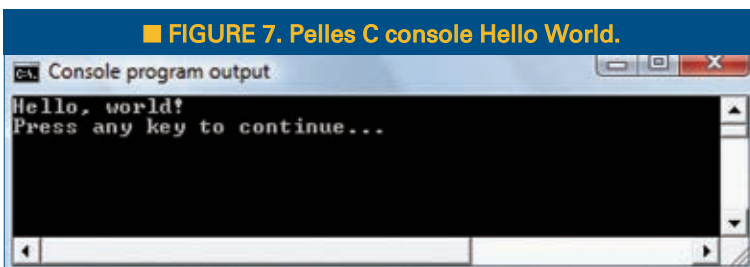 ■ FIGURE 7. Pelles C console Hello World.
Console program output
Hello, world!
Press any key to continue...